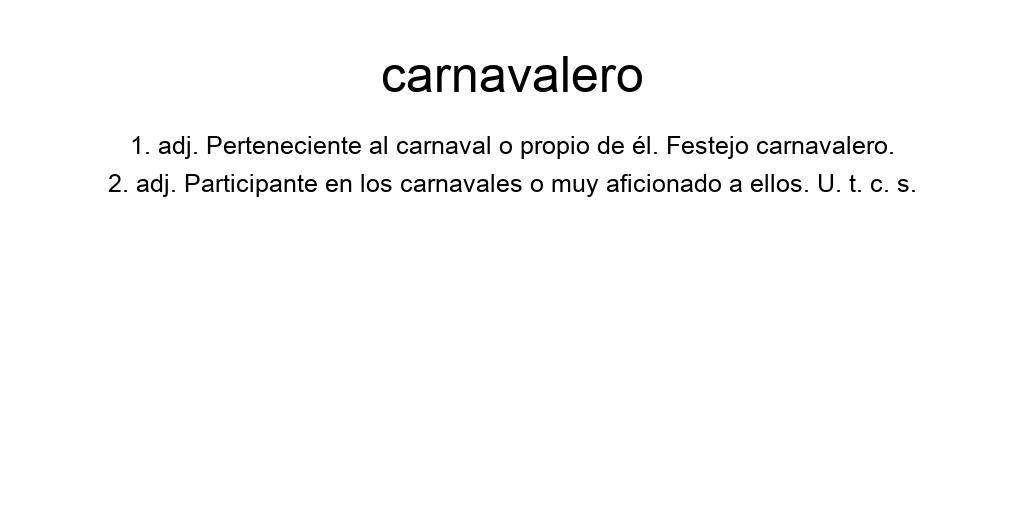 carnavalero
1. adj. Perteneciente al carnaval o propio de él. Festejo carnavalero.
2. adj. Participante en los carnavales o muy aficionado a ellos. U. t. c. s.